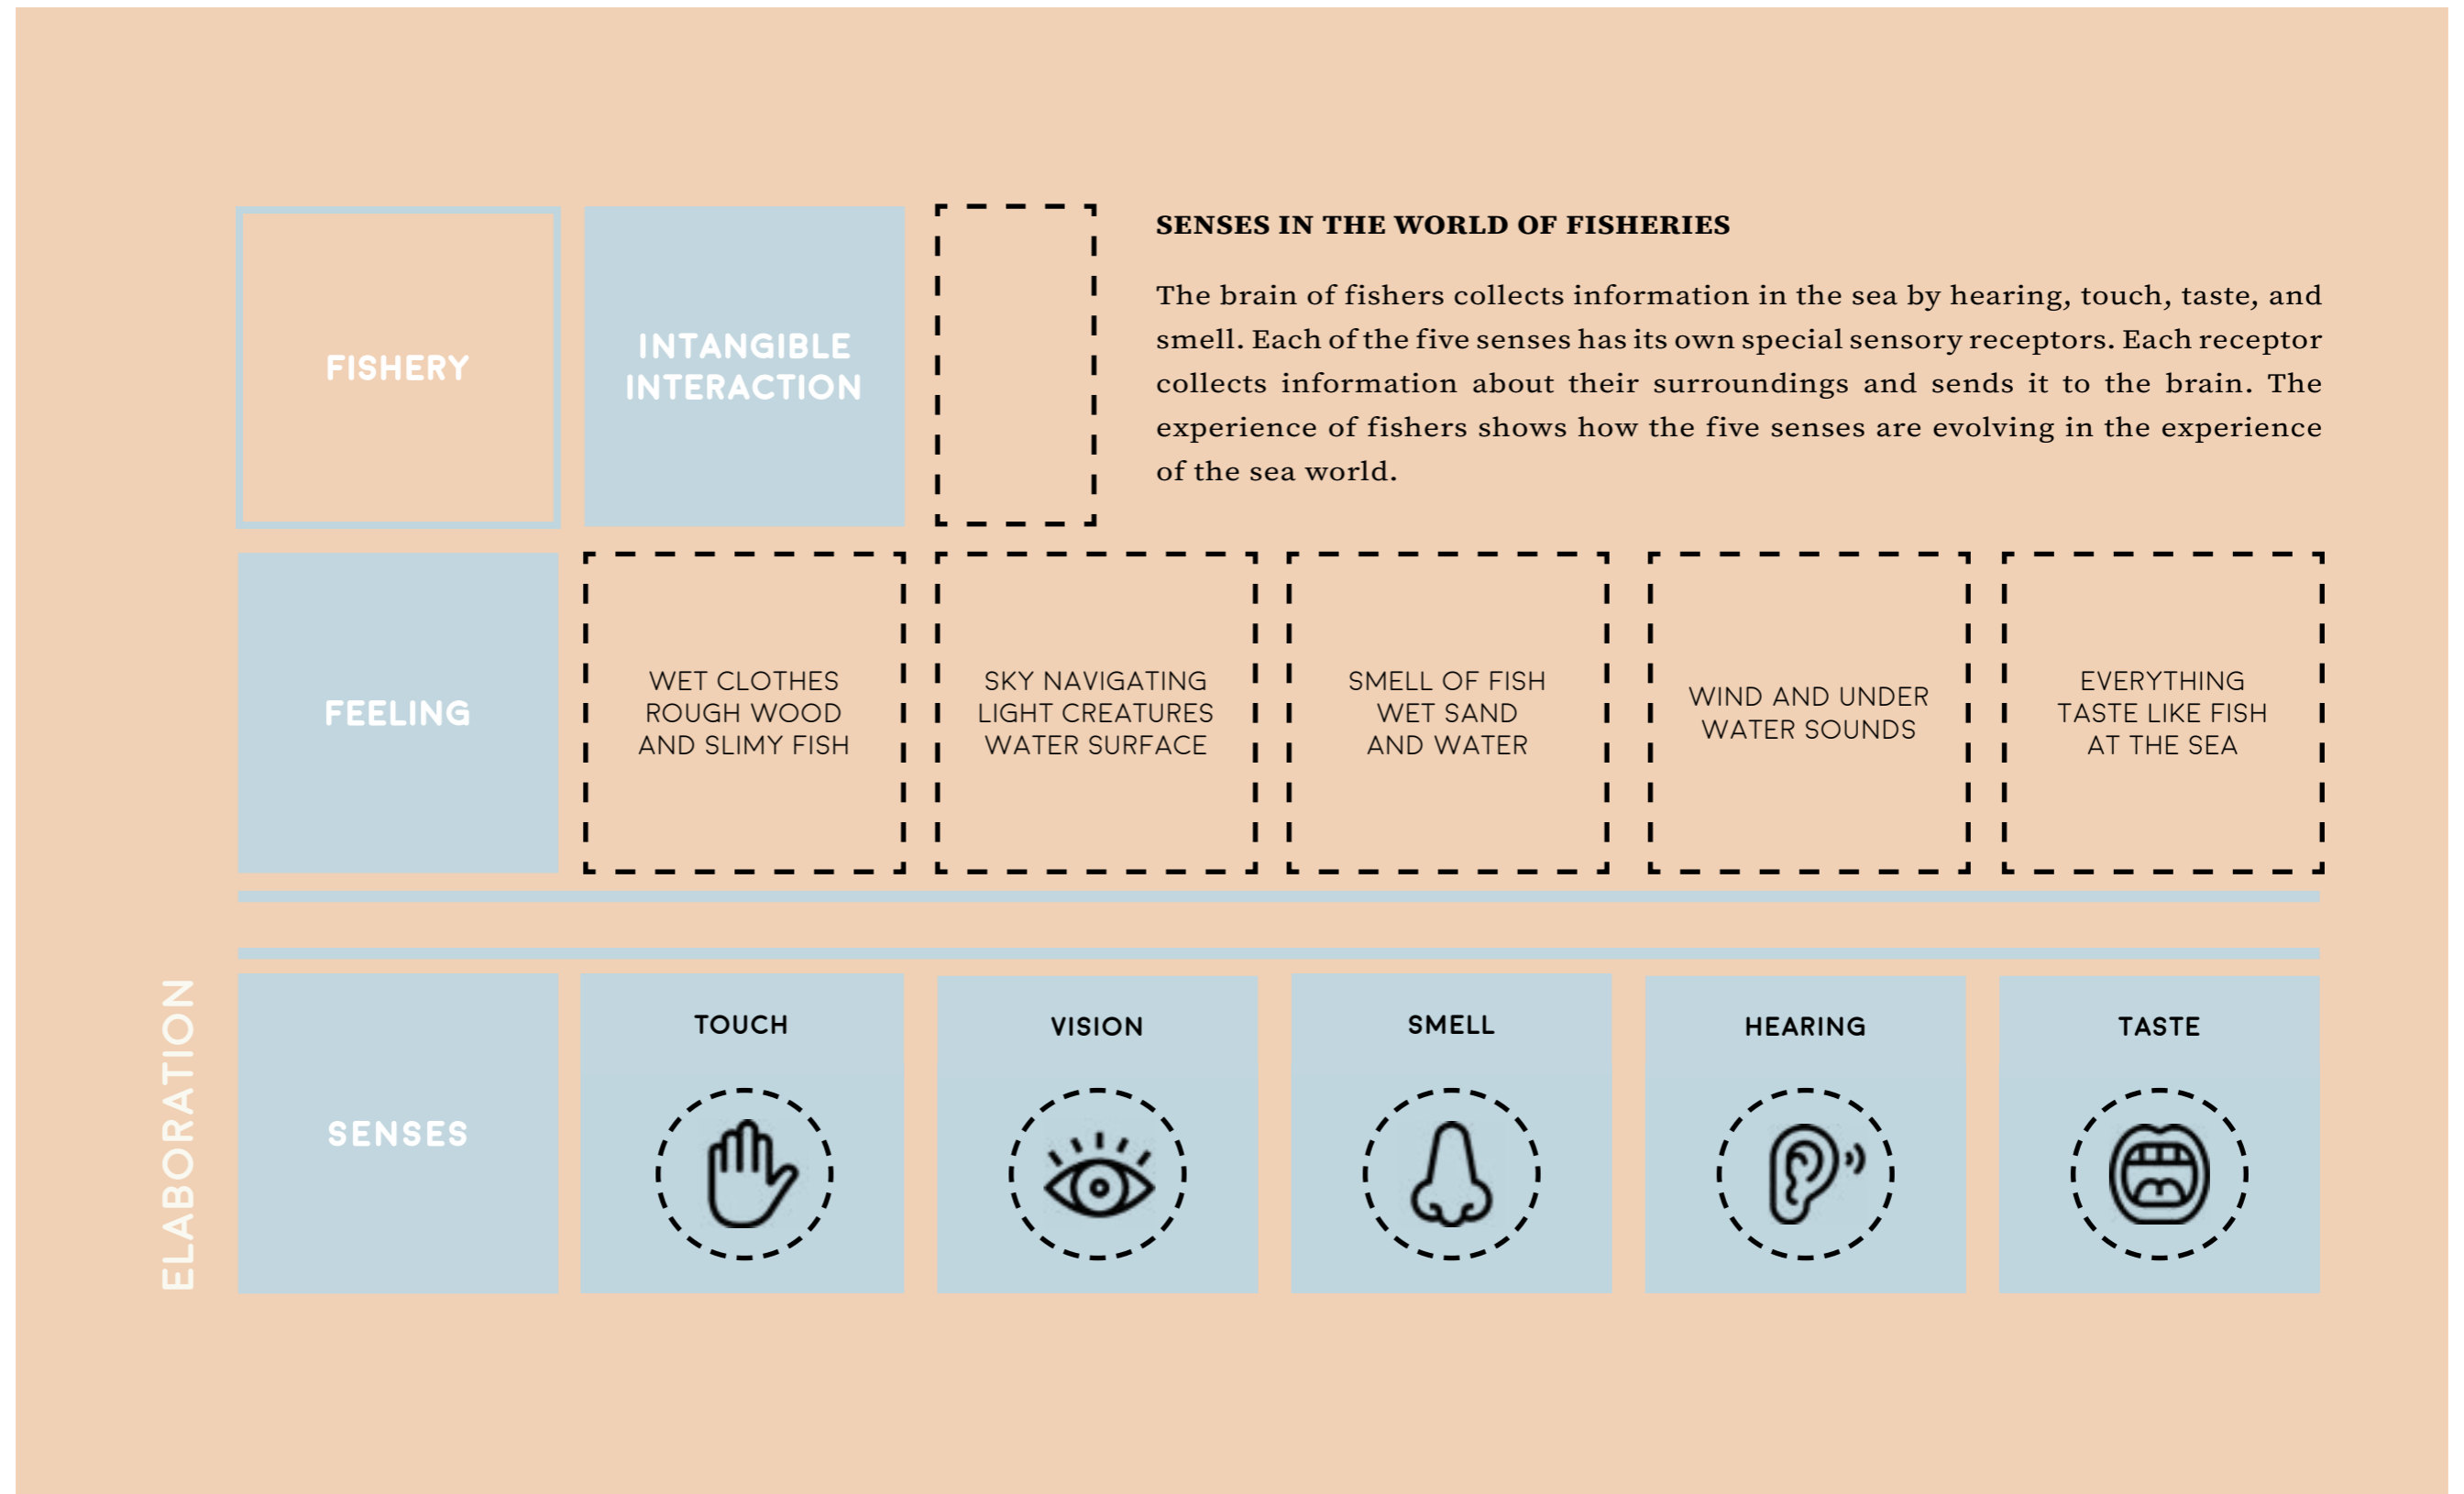 FISHERY
INTANGIBLE
INTERACTION
SENSES IN THE WORLD OF FISHERIES
The brain of fishers collects information in the sea by hearing, touch, taste, and
smell. Each of the five senses has its own special sensory receptors. Each receptor
collects information about their surroundings and sends it to the brain. The
experience of fishers shows how the five senses are evolving in the experience
of the sea world.
FEELING
WET CLOTHES
ROUGH WOOD
AND SLIMY FISH
SKY NAVIGATING
LIGHT CREATURES
WATER SURFACE
SMELL OF FISH
WET SAND
AND WATER
WIND AND UNDER
WATER SOUNDS
EVERYTHING
TASTE LIKE FISH
AT THE SEA
ELABORATION
SENSES
TOUCH
VISION
SMELL
HEARING
TASTE